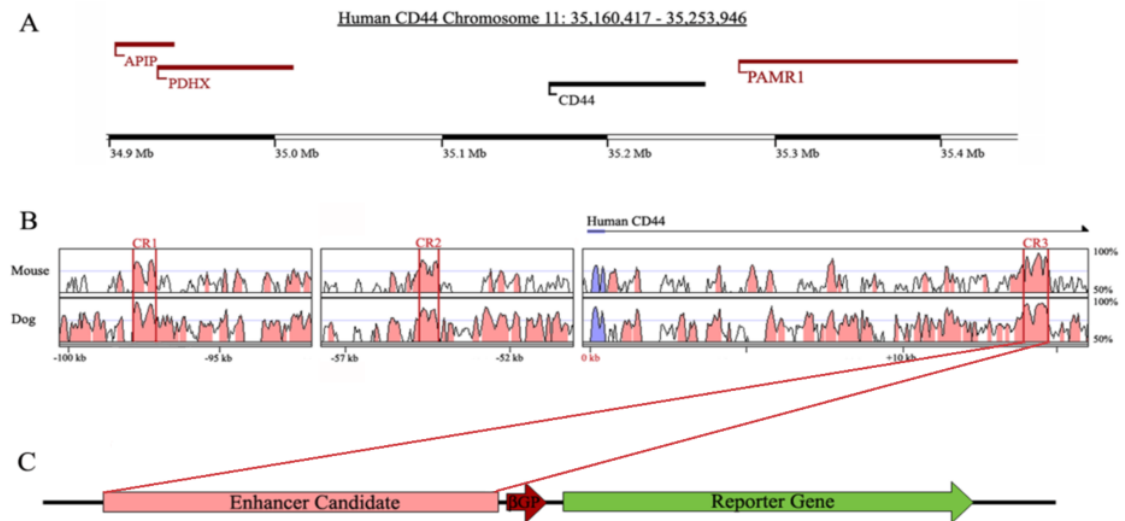 A
Human CD44 Chromosome 11: 35,160,417 - 35,253,946
APIP
PDHX
CD44
PAMR1
34.9 Mb 35.0 Mb 35.1 Mb 35.2 Mb 35.3 Mb 35.4 Mb
B
Human CD44
CR1 CR2 CR3
Mouse 100%
50%
Dog 100%
50%
-100 kb -95 kb -57 kb -52 kb 0 kb +10 kb
C
Enhancer Candidate βGP Reporter Gene